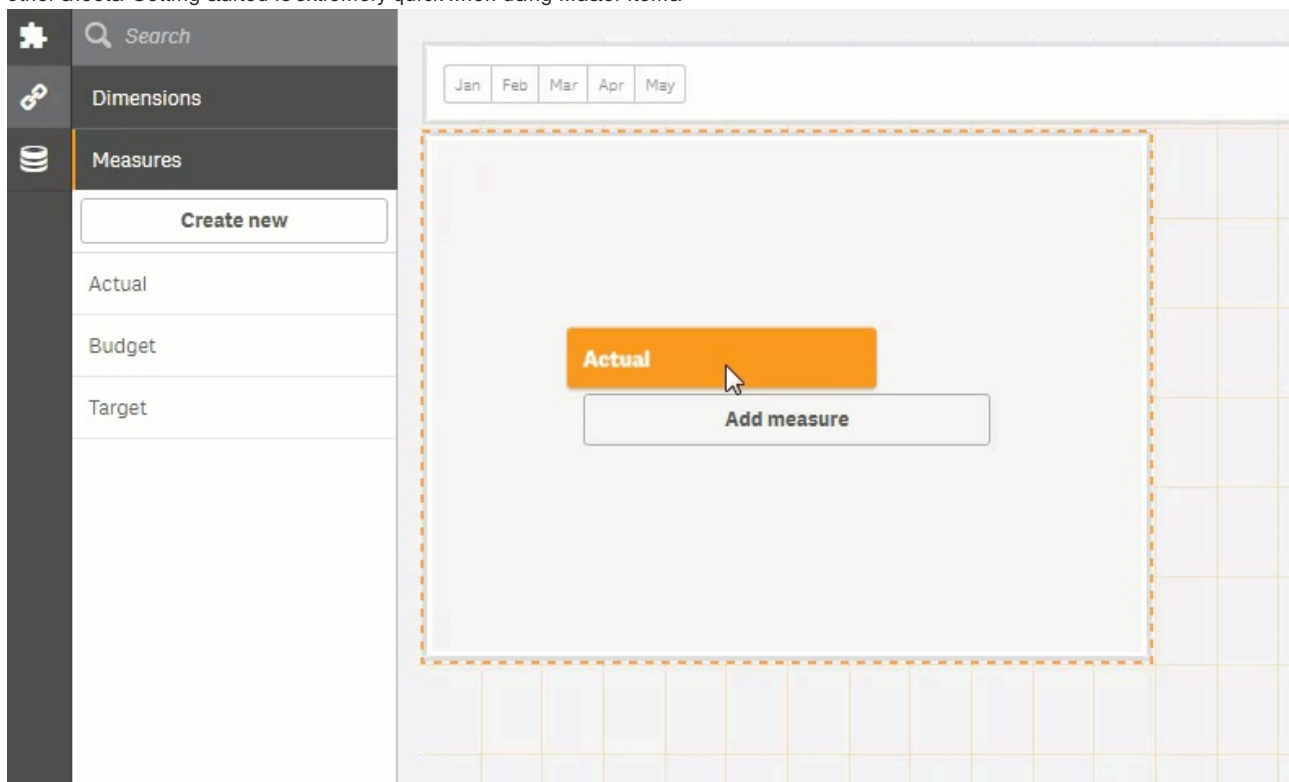 Search
Dimensions
Measures
Create new
Actual
Budget
Target
Jan Feb Mar Apr May
Actual
Add measure